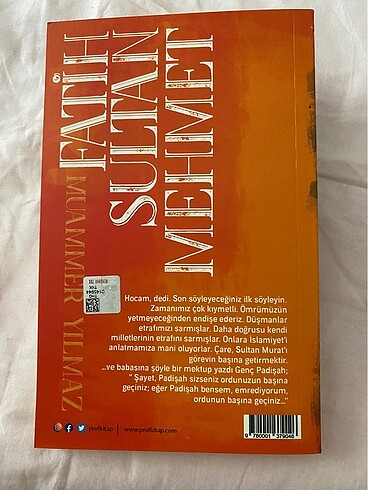 FATİH
SULTAN
MEHMET
MUAMMER YILMAZ
Hocam, dedi. Son söyleyeceğiniz ilk söyleyin.
Zamanımız çok kıymetli. Ömrümüzün
yetmeyeceğinden endişe ederiz. Düşmanlar
etrafımızı sarmışlar. Daha doğrusu kendi
milletlerinin etrafını sarmışlar. Onlara İslamiyet'i
anlatmamıza mani oluyorlar. Çare, Sultan Murat'ı
görevin başına getirmektir.
...ve babasına şöyle bir mektup yazdı Genç Padişah;
" Şayet, Padişah sizseniz ordunuzun başına
geçiniz; eğer Padişah bensem, emrediyorum,
ordunun başına geçiniz..."
profkitap | www.profkitap.com
9 780001 379046